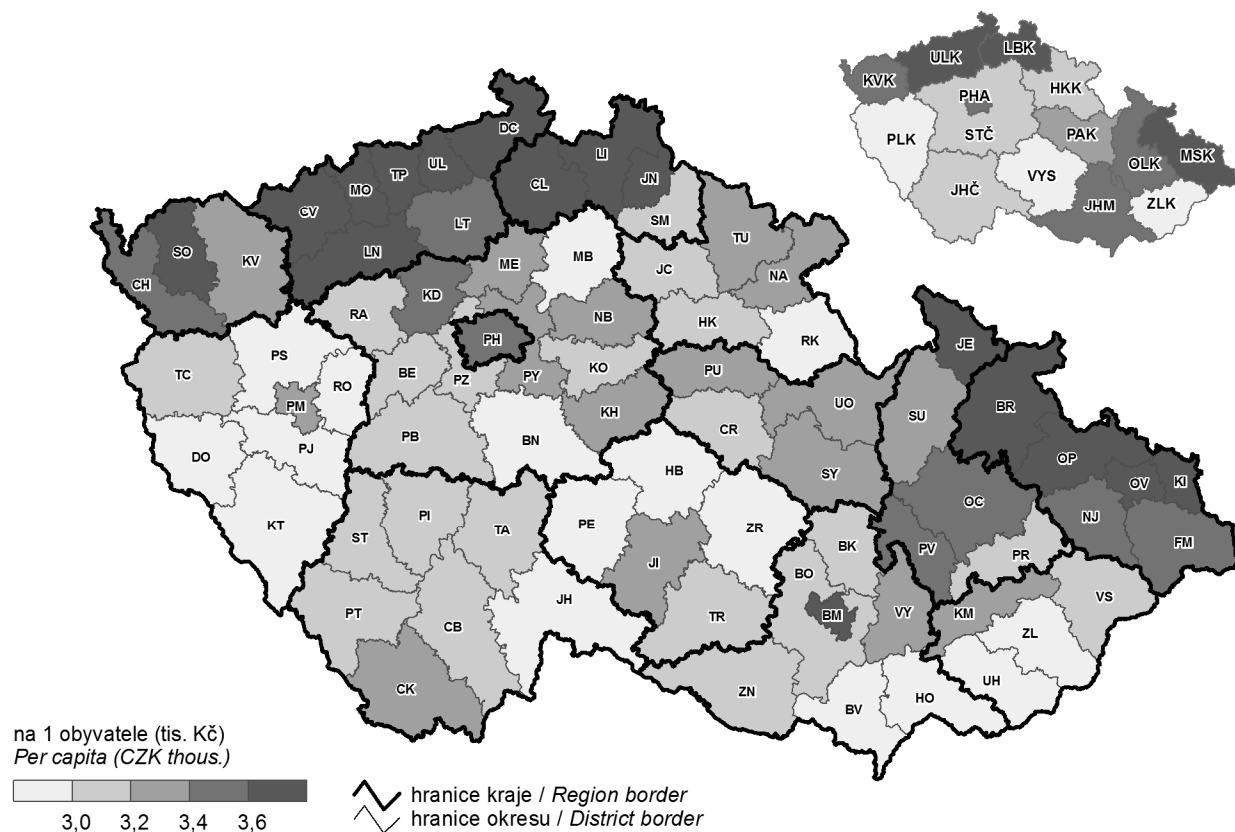 LBK
ULK
KVK
HKK
PHA
STČ
PAK
PLK
OLK
MSK
VYS
JHČ
JHM
ZLK
DC
LI
UL
TP
MO
CL
JN
CV
LT
SM
SO
KV
LN
TU
ME
MB
CH
JC
NA
KD
RA
NB
HK
PH
RK
JE
PS
TC
BE
PZ
PY
KO
PU
RO
PM
UO
BR
KH
SU
PB
BN
CR
PJ
DO
SY
OP
HB
OV
KI
OC
PI
TA
NJ
KT
ST
PE
ZR
BK
PV
FM
JI
BO
PR
VS
JH
PT
CB
TR
BM
VY
KM
ZL
CK
ZN
UH
HO
BV
na 1 obyvatele (tis. Kč)
Per capita (CZK thous.)
3,0 3,2 3,4 3,6
hranice kraje / Region border
hranice okresu / District border